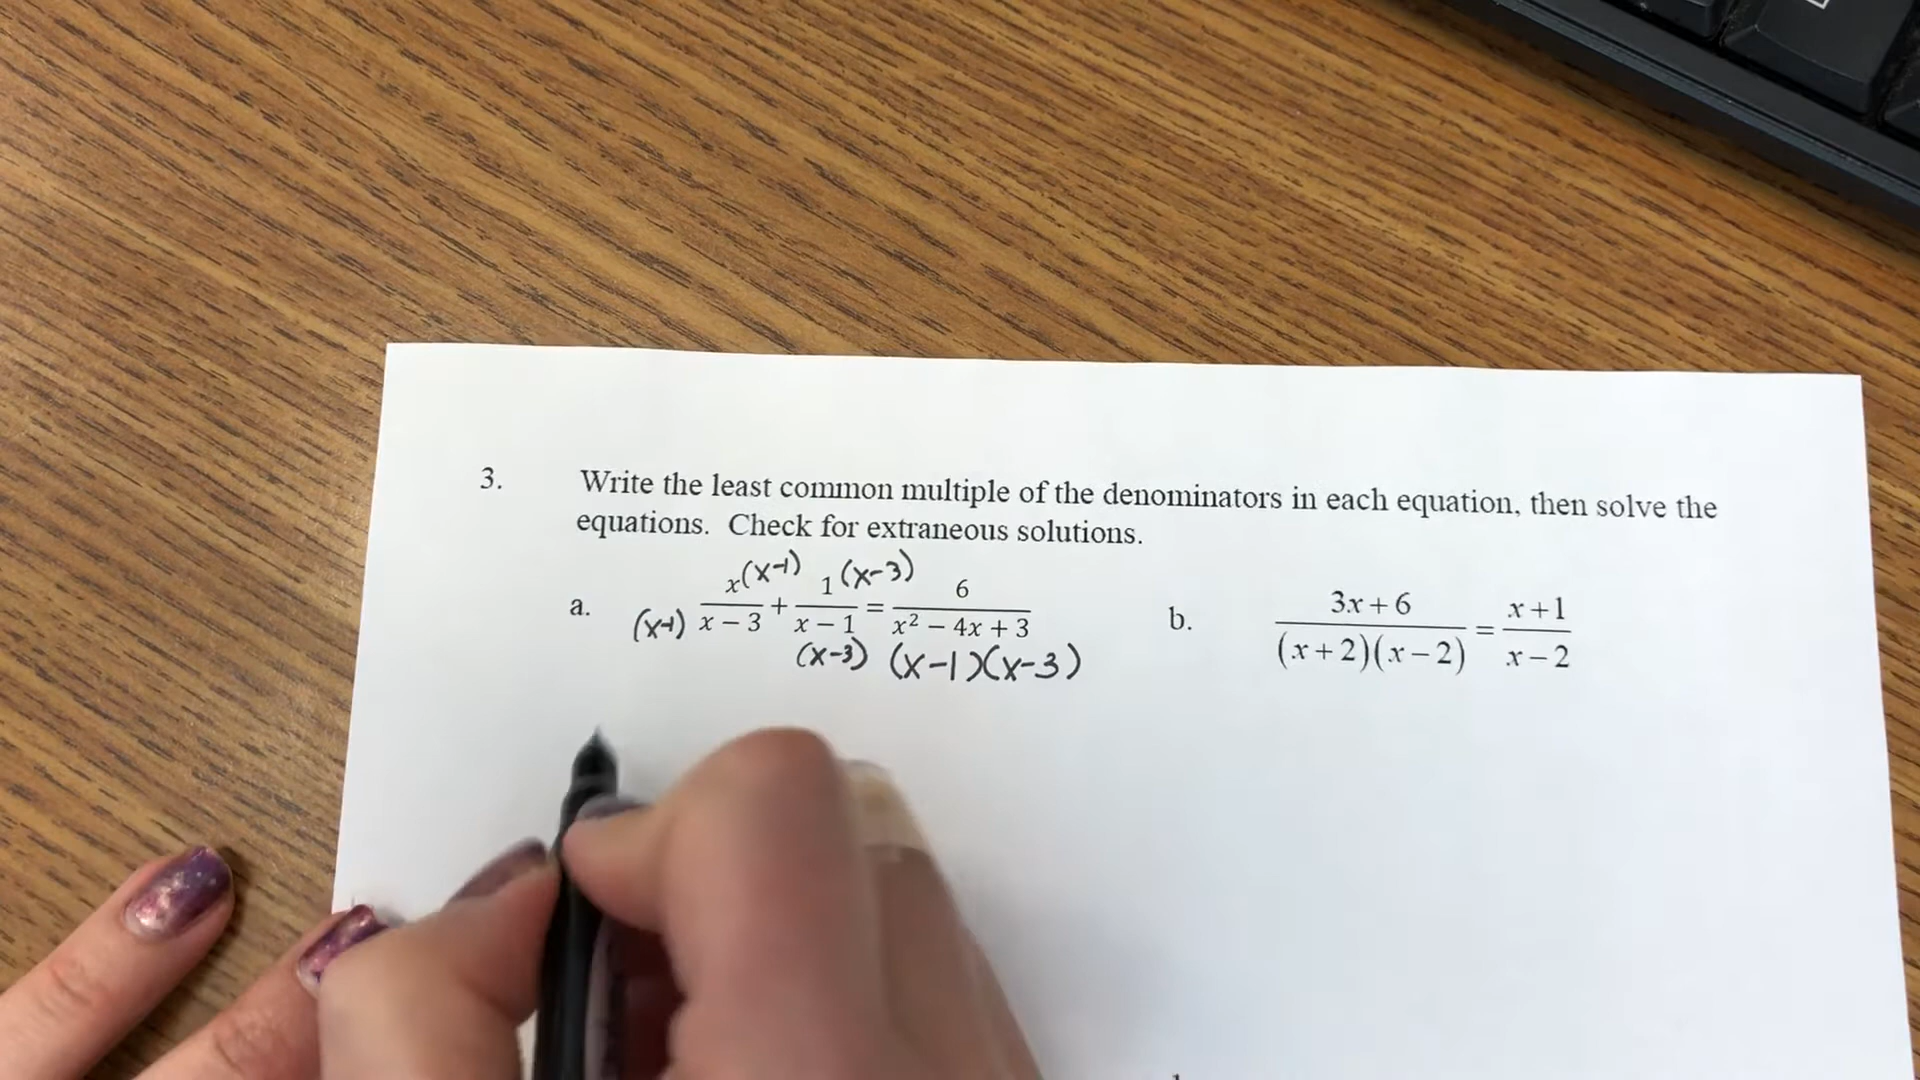 3. Write the least common multiple of the denominators in each equation, then solve the
equations. Check for extraneous solutions.
a. (x-1) x(x-1)/(x − 3) + 1(x-3)/(x − 1) (x-3) = 6/(x² − 4x + 3) (x-1)(x-3)
b. (3x + 6)/((x + 2)(x − 2)) = (x + 1)/(x − 2)